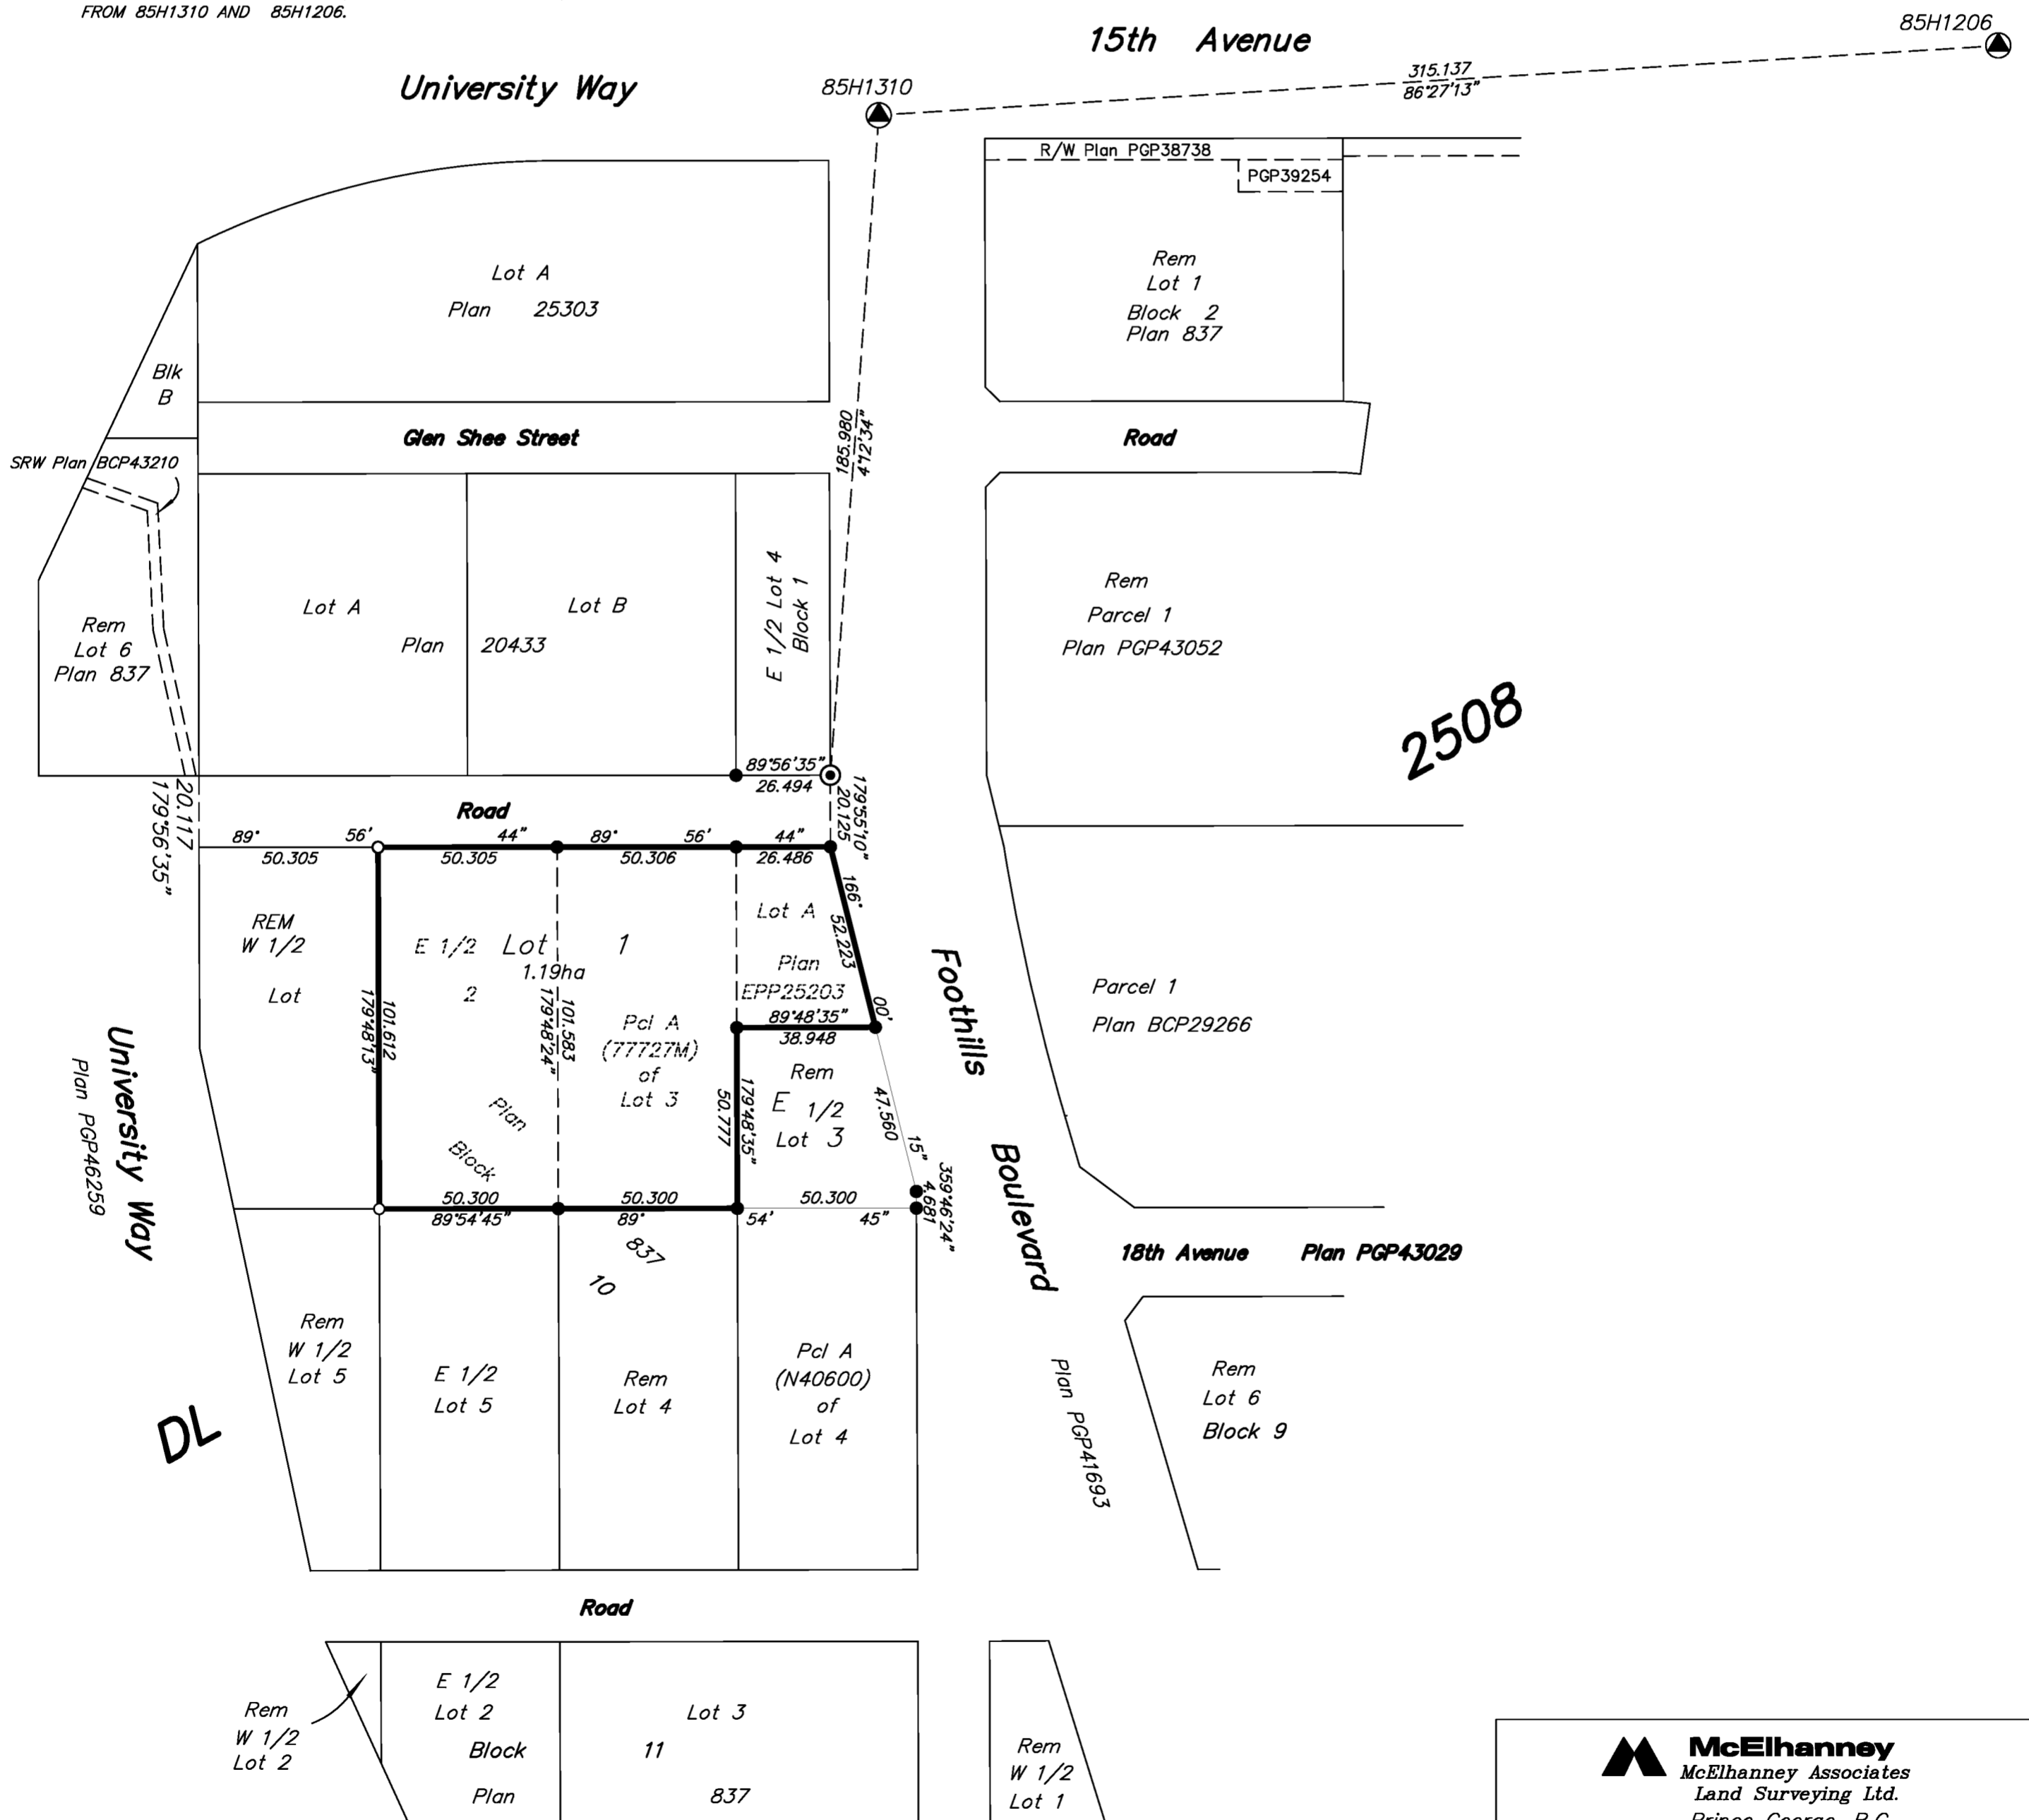 FROM 85H1310 AND 85H1206.
15th Avenue
85H1206
University Way
85H1310
315.137
86°27'13"
R/W Plan PGP38738
PGP39254
Lot A
Plan 25303
Rem
Lot 1
Block 2
Plan 837
Blk
B
Glen Shee Street
185.980
4°12'34"
Road
SRW Plan BCP43210
Rem
Lot 6
Plan 837
Lot A
Lot B
Plan 20433
E 1/2 Lot 4
Block 1
Rem
Parcel 1
Plan PGP43052
2508
89°56'35"
26.494
20.117
179°56'35"
179°55'10"
20.125
Road
89° 56' 44" 89° 56' 44"
50.305 50.305 50.306 26.486
REM
W 1/2
Lot
E 1/2
2
Lot 1
1.19ha
101.612
179°48'13"
101.583
179°48'24"
Lot A
Plan
EPP25203
166° 00' 15"
52.223
89°48'35"
38.948
Pcl A
(77727M)
of
Lot 3
Plan
Block
179°48'35"
50.777
Rem
E 1/2
Lot 3
47.560
359°46'24"
4.681
50.300 50.300 50.300
89°54'45" 89° 54' 45"
837
10
Foothills
Boulevard
Parcel 1
Plan BCP29266
University Way
Plan PGP46259
18th Avenue Plan PGP43029
Rem
W 1/2
Lot 5
E 1/2
Lot 5
Rem
Lot 4
Pcl A
(N40600)
of
Lot 4
Plan PGP41693
Rem
Lot 6
Block 9
DL
Road
Rem
W 1/2
Lot 2
E 1/2
Lot 2
Lot 3
Block 11
Plan 837
Rem
W 1/2
Lot 1
McElhanney
McElhanney Associates
Land Surveying Ltd.
Prince George, B.C.